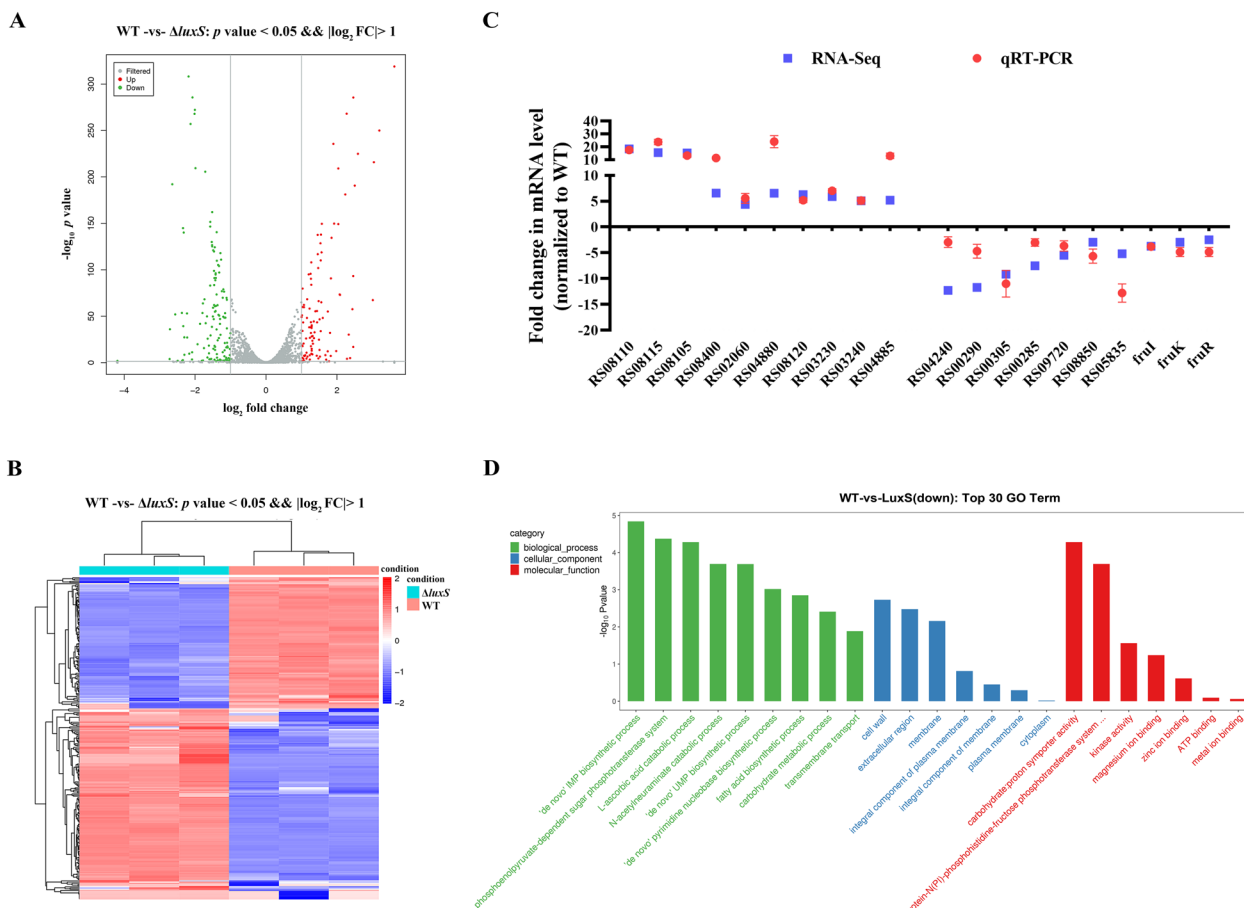 A
WT -vs- ΔluxS: p value < 0.05 && |log2 FC|> 1
Filtered
Up
Down
300
250
200
150
100
50
0
-log10 p value
-4
-2
0
2
log2 fold change
C
RNA-Seq
qRT-PCR
Fold change in mRNA level
(normalized to WT)
40
30
20
10
5
0
-5
-10
-15
-20
RS08110
RS08115
RS08105
RS08400
RS02060
RS04880
RS08120
RS03230
RS03240
RS04885
RS04240
RS00290
RS00305
RS00285
RS09720
RS08850
RS05835
fruI
fruK
fruR
B
WT -vs- ΔluxS: p value < 0.05 && |log2 FC|> 1
condition
2
1
0
-1
-2
condition
ΔluxS
WT
D
WT-vs-LuxS(down): Top 30 GO Term
category
biological_process
cellular_component
molecular_function
-log10 Pvalue
5
4
3
2
1
0
'de novo' IMP biosynthetic process
phosphoenolpyruvate-dependent sugar phosphotransferase system
L-ascorbic acid catabolic process
N-acetylneuraminate catabolic process
'de novo' UMP biosynthetic process
'de novo' pyrimidine nucleobase biosynthetic process
fatty acid biosynthetic process
carbohydrate metabolic process
transmembrane transport
cell wall
extracellular region
membrane
integral component of plasma membrane
integral component of membrane
plasma membrane
cytoplasm
carbohydrate:proton symporter activity
otein-N(PI)-phosphohistidine-fructose phosphotransferase system ...
kinase activity
magnesium ion binding
zinc ion binding
ATP binding
metal ion binding